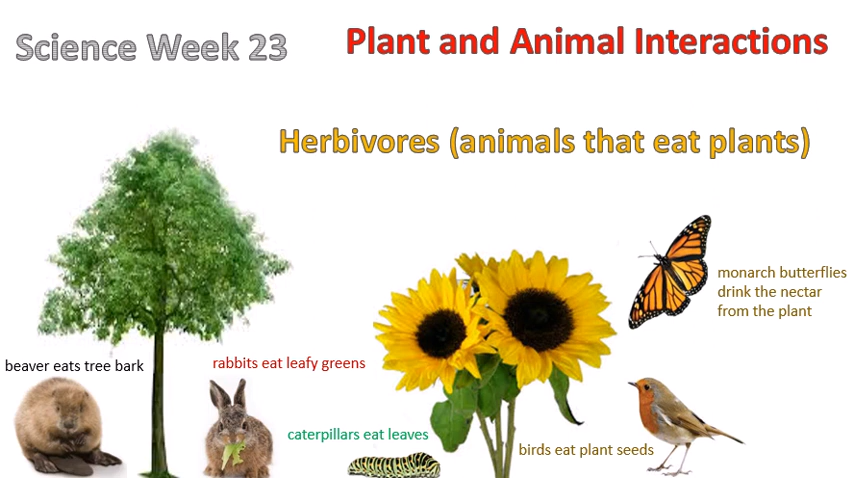 Science Week 23
Plant and Animal Interactions
Herbivores (animals that eat plants)
monarch butterflies
drink the nectar
from the plant
beaver eats tree bark
rabbits eat leafy greens
caterpillars eat leaves
birds eat plant seeds